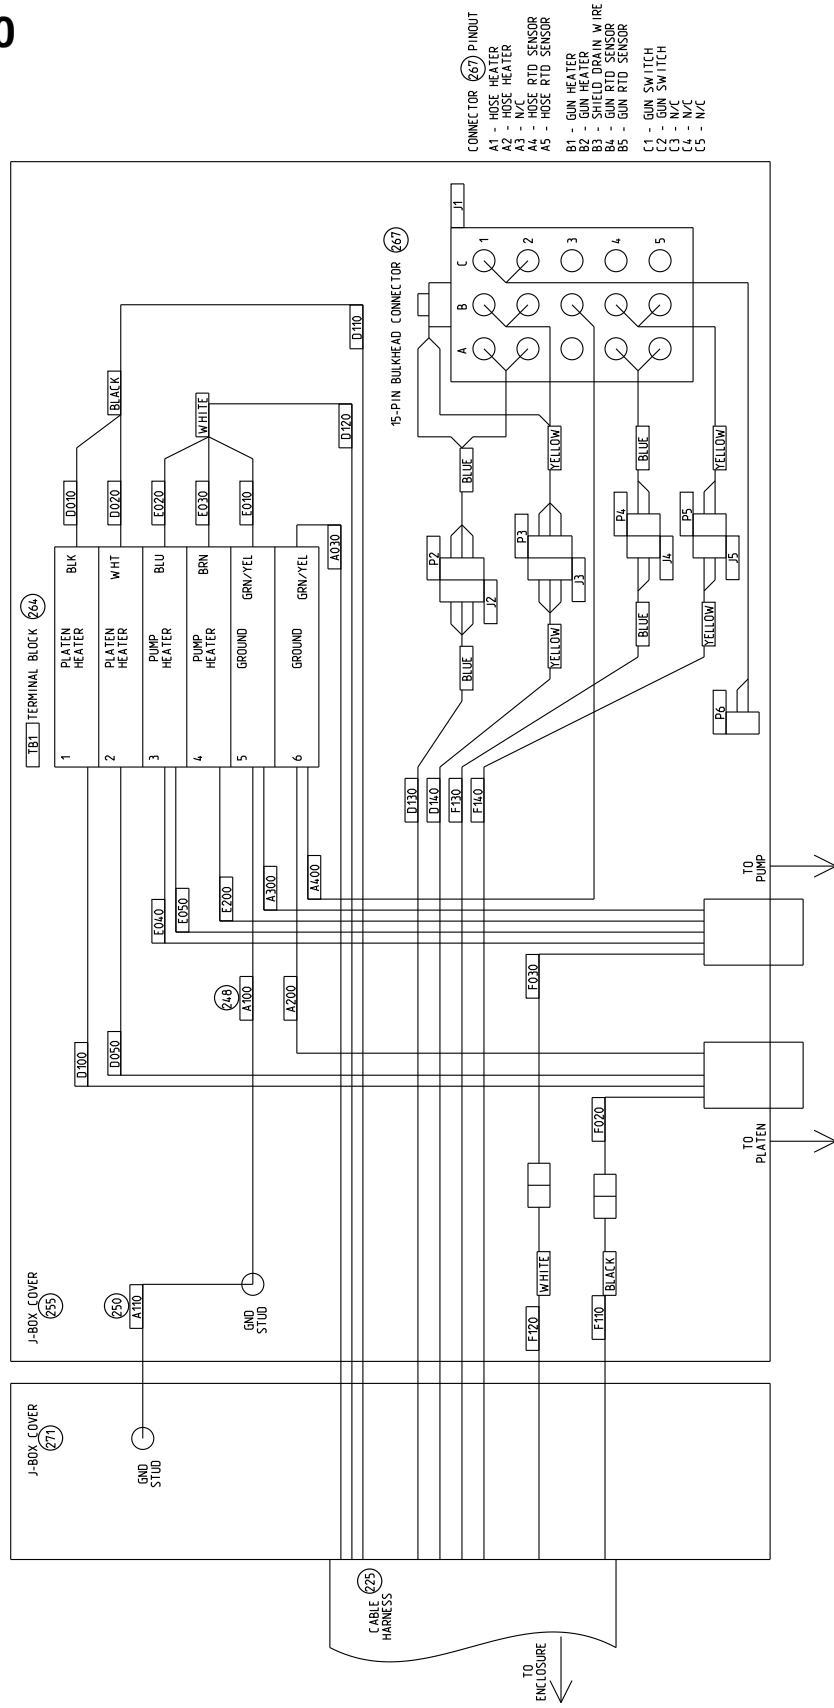 0
CONNECTOR 267 PINOUT
A1 - HOSE HEATER
A2 - HOSE HEATER
A3 - N/C
A4 - HOSE RTD SENSOR
A5 - HOSE RTD SENSOR
B1 - GUN HEATER
B2 - GUN HEATER
B3 - SHIELD DRAIN WIRE
B4 - GUN RTD SENSOR
B5 - GUN RTD SENSOR
C1 - GUN SWITCH
C2 - GUN SWITCH
C3 - N/C
C4 - N/C
C5 - N/C
J-BOX COVER
271
GND
STUD
J-BOX COVER
255
250
A110
GND
STUD
TB1 TERMINAL BLOCK 264
1 PLATEN
HEATER
BLK
2 PLATEN
HEATER
WHT
3 PUMP
HEATER
BLU
4 PUMP
HEATER
BRN
5 GROUND GRN/YEL
6 GROUND GRN/YEL
D010
D020
E020
E030
E010
BLACK
WHITE
D110
D120
A030
D100
D050
E040
E050
E200
A300
A400
248
A100
A200
15-PIN BULKHEAD CONNECTOR 267
J1
A B C
1
2
3
4
5
D130
D140
F130
F140
BLUE
P2
J2
BLUE
YELLOW
P3
J3
YELLOW
BLUE
P4
J4
BLUE
YELLOW
P5
J5
YELLOW
P6
F030
F020
WHITE
F120
BLACK
F110
TO
PUMP
TO
PLATEN
225
CABLE
HARNESS
TO
ENCLOSURE